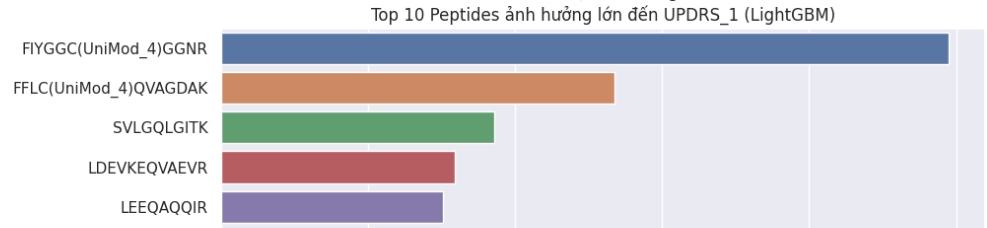 Top 10 Peptides ảnh hưởng lớn đến UPDRS_1 (LightGBM)
FIYGGC(UniMod_4)GGNR
FFLC(UniMod_4)QVAGDAK
SVLGQLGITK
LDEVKEQVAEVR
LEEQAQQIR